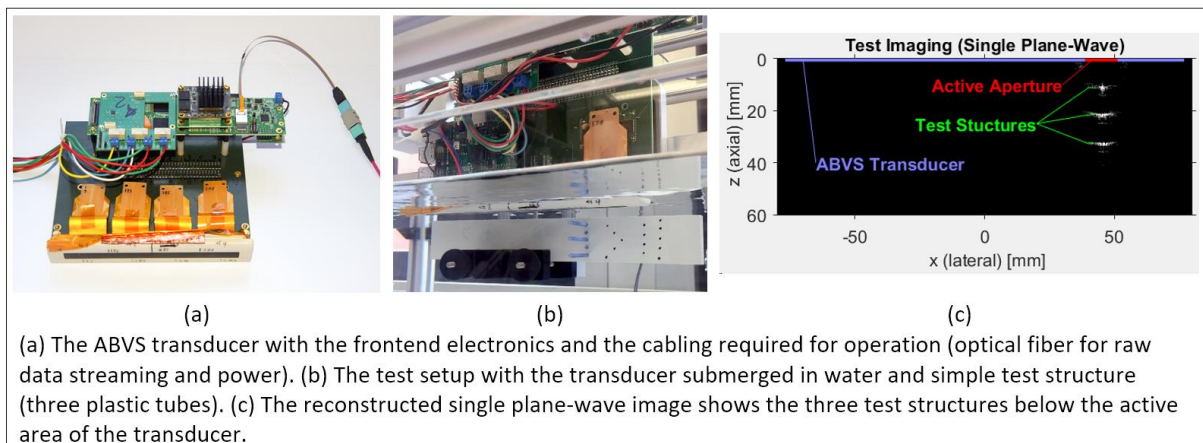 Test Imaging (Single Plane-Wave)
0
20
40
60
z (axial) [mm]
Active Aperture
Test Stuctures
ABVS Transducer
-50
0
50
x (lateral) [mm]
(a)
(b)
(c)
(a) The ABVS transducer with the frontend electronics and the cabling required for operation (optical fiber for raw
data streaming and power). (b) The test setup with the transducer submerged in water and simple test structure
(three plastic tubes). (c) The reconstructed single plane-wave image shows the three test structures below the active
area of the transducer.